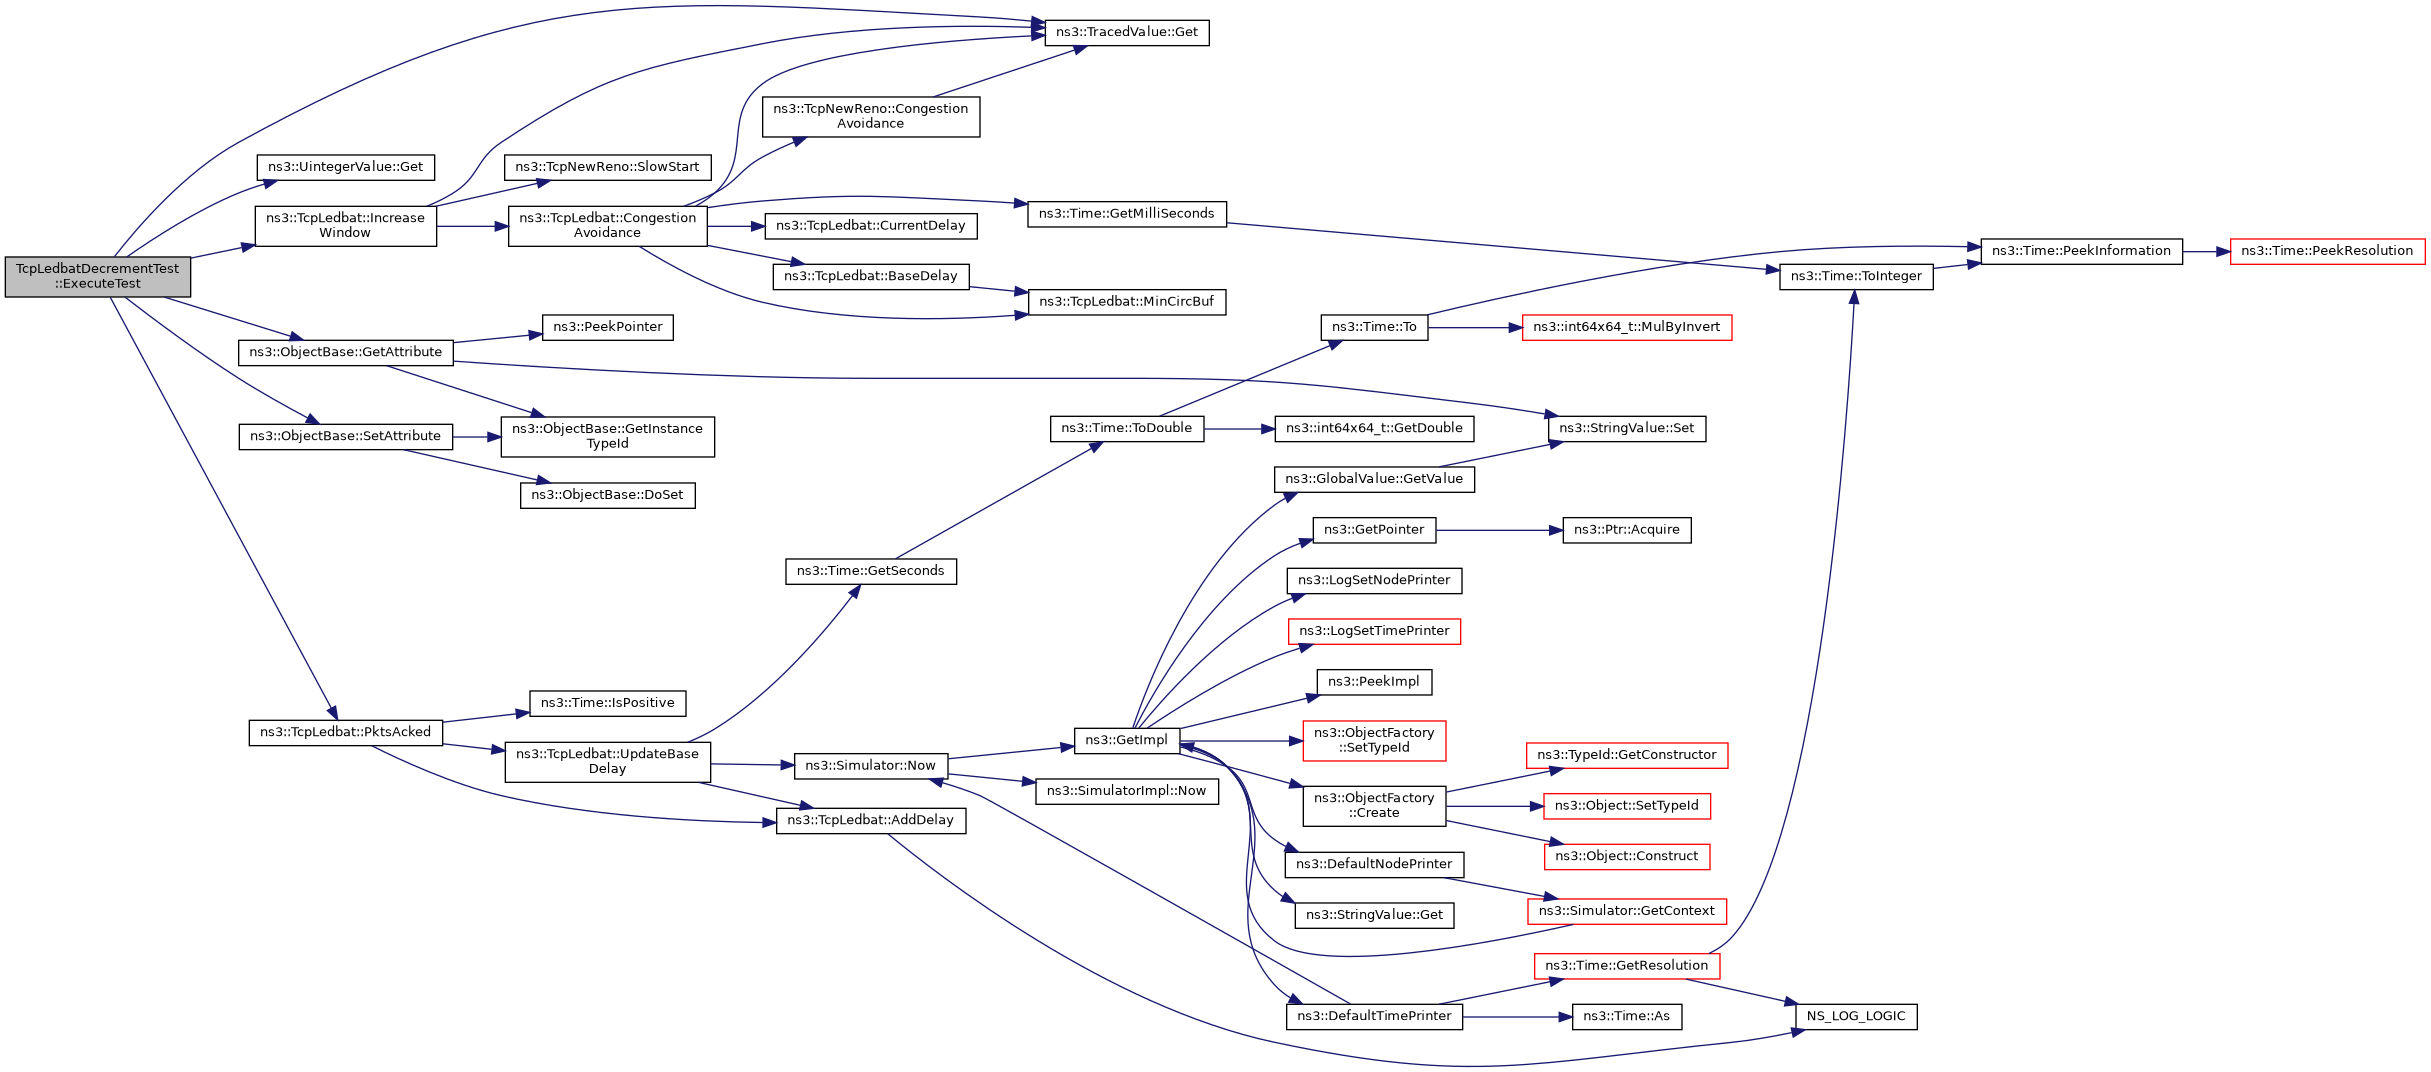 TcpLedbatDecrementTest
::ExecuteTest
ns3::UintegerValue::Get
ns3::TcpLedbat::Increase
Window
ns3::ObjectBase::GetAttribute
ns3::ObjectBase::SetAttribute
ns3::TcpLedbat::PktsAcked
ns3::TcpNewReno::SlowStart
ns3::TcpLedbat::Congestion
Avoidance
ns3::PeekPointer
ns3::ObjectBase::GetInstance
TypeId
ns3::ObjectBase::DoSet
ns3::Time::IsPositive
ns3::TcpLedbat::UpdateBase
Delay
ns3::TcpNewReno::Congestion
Avoidance
ns3::TcpLedbat::CurrentDelay
ns3::TcpLedbat::BaseDelay
ns3::Time::GetSeconds
ns3::Simulator::Now
ns3::TcpLedbat::AddDelay
ns3::TracedValue::Get
ns3::Time::GetMilliSeconds
ns3::TcpLedbat::MinCircBuf
ns3::Time::ToDouble
ns3::GetImpl
ns3::SimulatorImpl::Now
ns3::Time::To
ns3::int64x64_t::GetDouble
ns3::GlobalValue::GetValue
ns3::GetPointer
ns3::LogSetNodePrinter
ns3::LogSetTimePrinter
ns3::PeekImpl
ns3::ObjectFactory
::SetTypeId
ns3::ObjectFactory
::Create
ns3::DefaultNodePrinter
ns3::StringValue::Get
ns3::DefaultTimePrinter
ns3::int64x64_t::MulByInvert
ns3::StringValue::Set
ns3::Ptr::Acquire
ns3::TypeId::GetConstructor
ns3::Object::SetTypeId
ns3::Object::Construct
ns3::Simulator::GetContext
ns3::Time::GetResolution
ns3::Time::As
ns3::Time::ToInteger
NS_LOG_LOGIC
ns3::Time::PeekInformation
ns3::Time::PeekResolution